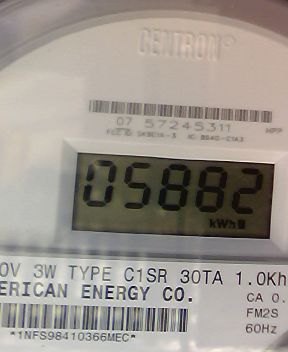 CENTRON®
07 57245311
05882
kWh
0V 3W TYPE C1SR 30TA 1.0Kh
ERICAN ENERGY CO.
CA 0.
FM2S
60Hz
*1NFS98410366MEC*